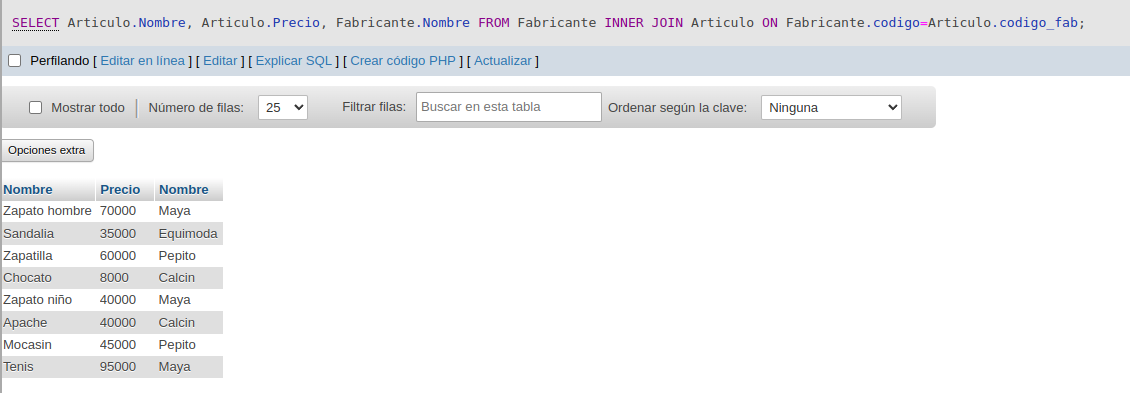 SELECT Articulo.Nombre, Articulo.Precio, Fabricante.Nombre FROM Fabricante INNER JOIN Articulo ON Fabricante.codigo=Articulo.codigo_fab;
Perfilando [ Editar en línea ] [ Editar ] [ Explicar SQL ] [ Crear código PHP ] [ Actualizar ]
Mostrar todo Número de filas: 25 Filtrar filas: Buscar en esta tabla Ordenar según la clave: Ninguna
Opciones extra
Nombre Precio Nombre
Zapato hombre 70000 Maya
Sandalia 35000 Equimoda
Zapatilla 60000 Pepito
Chocato 8000 Calcin
Zapato niño 40000 Maya
Apache 40000 Calcin
Mocasin 45000 Pepito
Tenis 95000 Maya